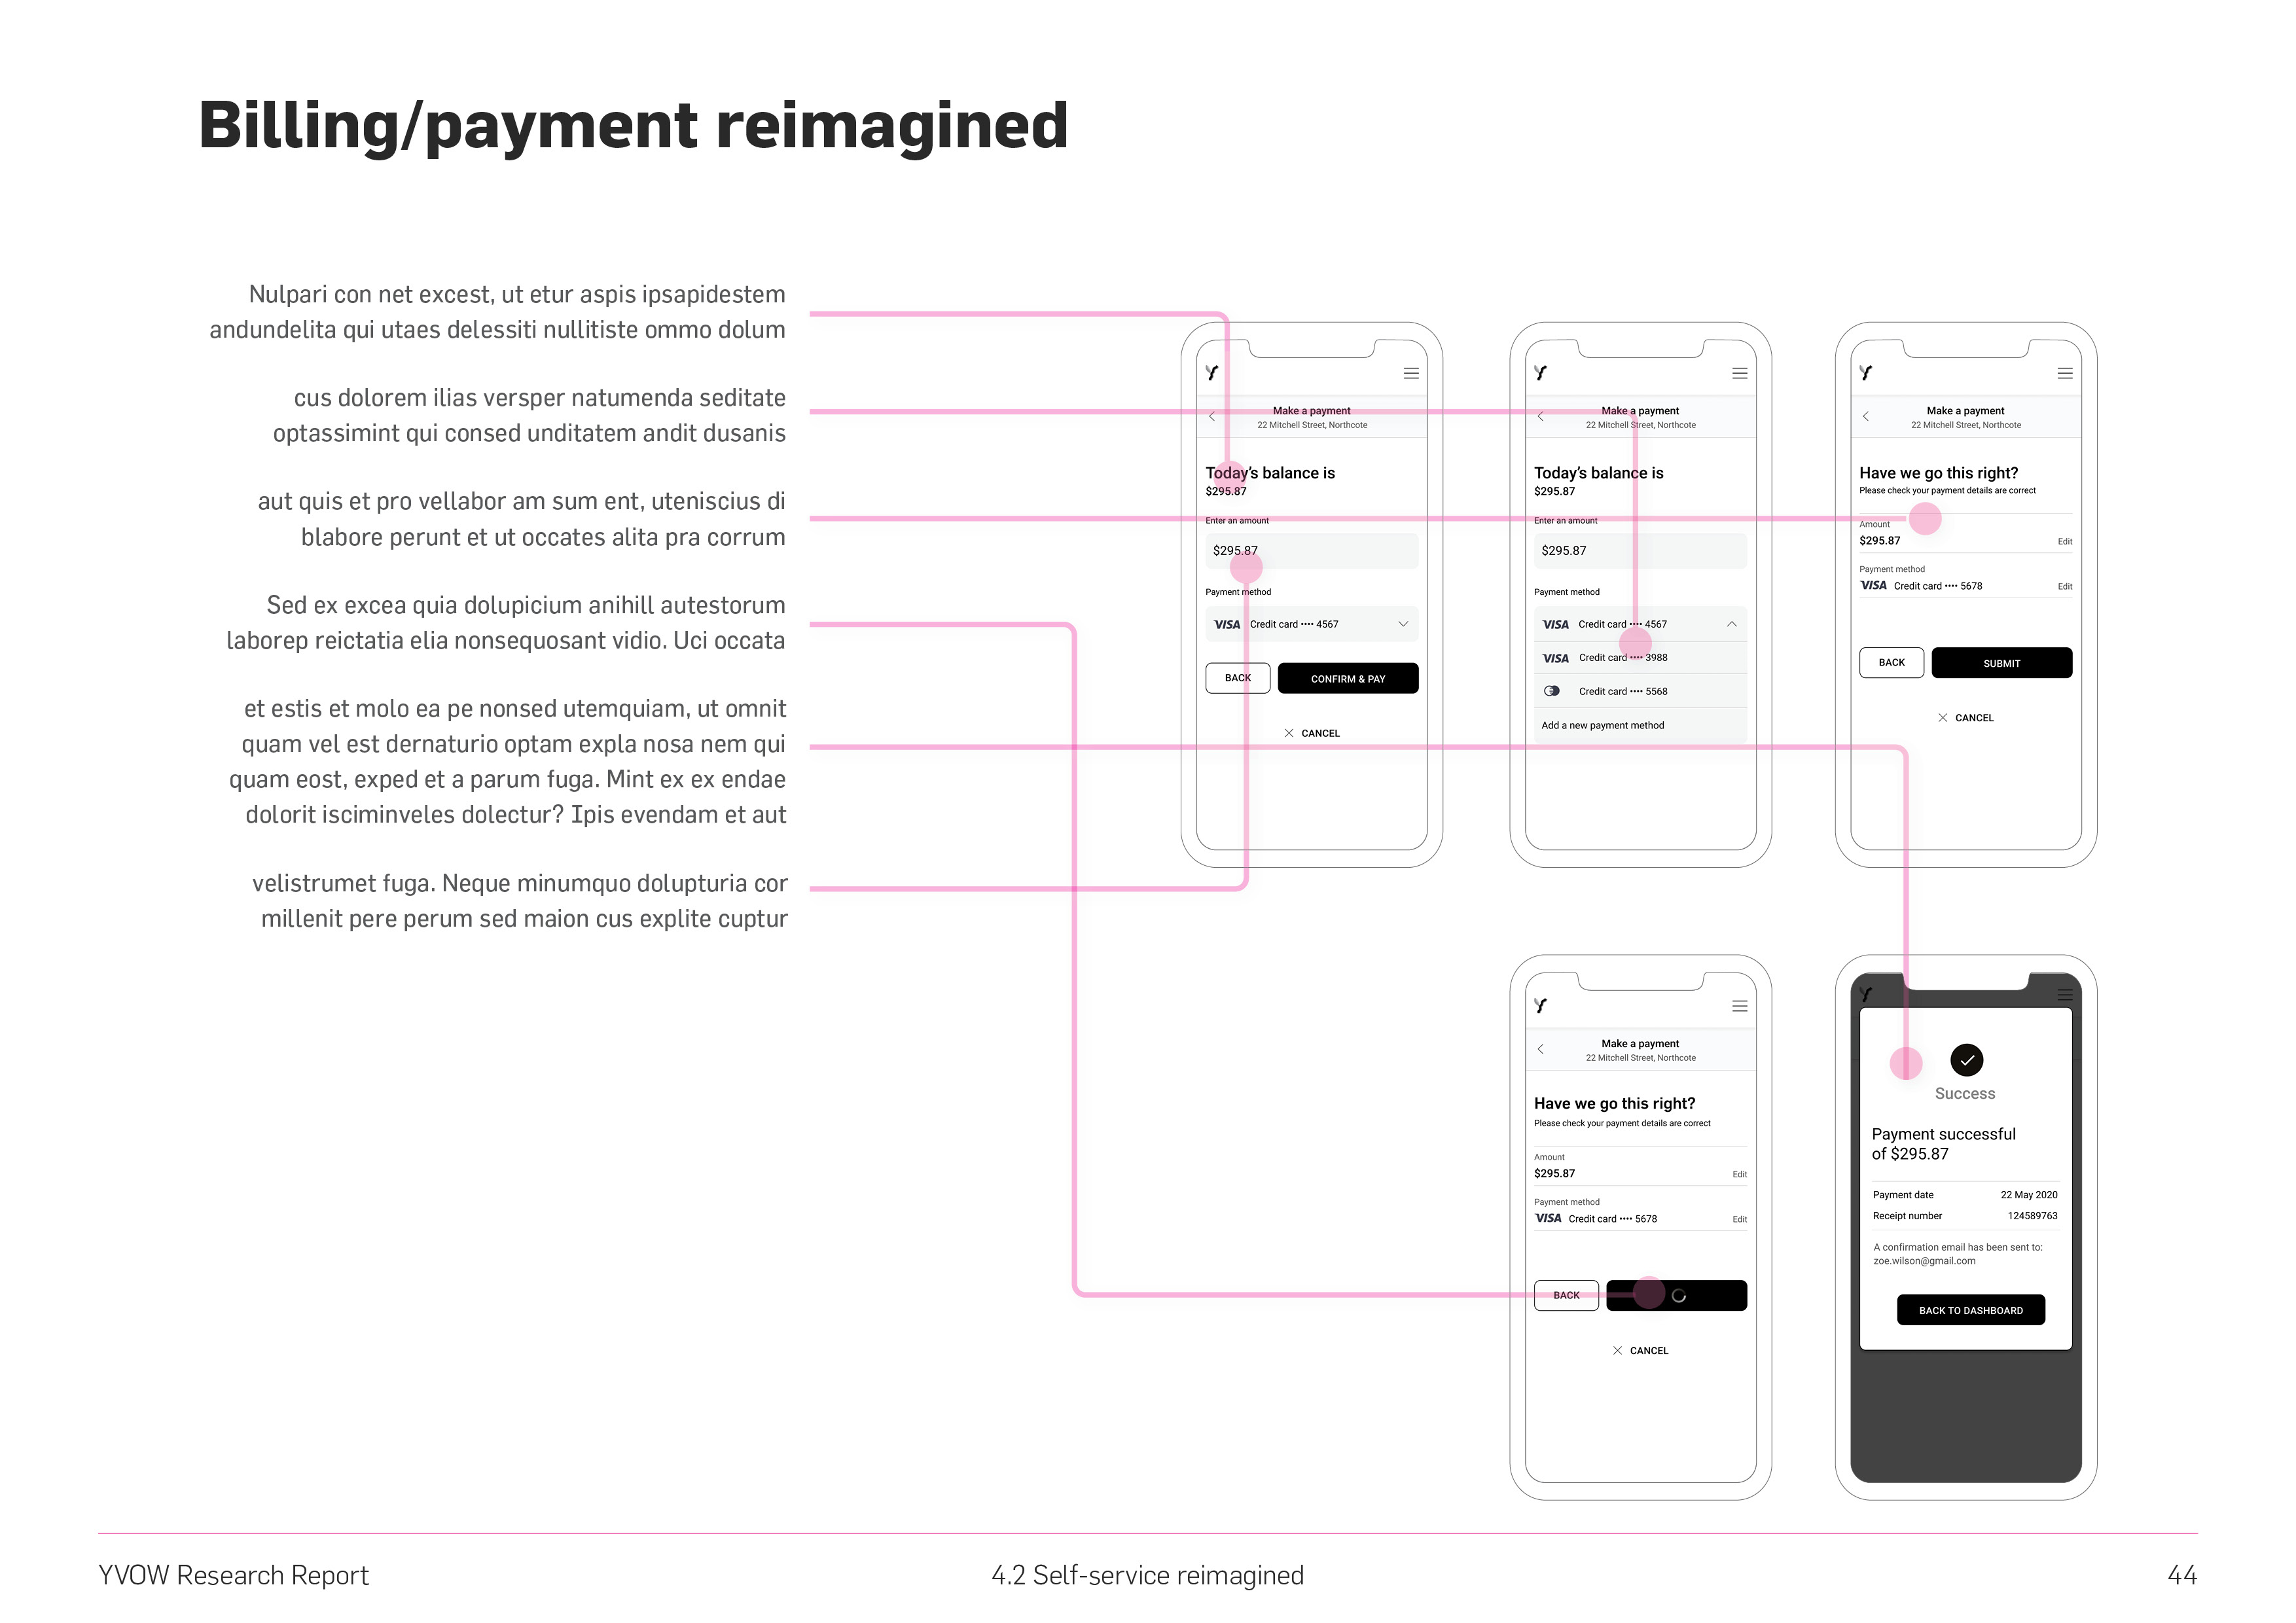 Billing/payment reimagined
Nulpari con net excest, ut etur aspis ipsapidestem
andundelita qui utaes delessiti nullitiste ommo dolum
cus dolorem ilias versper natumenda seditate
optassimint qui consed unditatem andit dusanis
aut quis et pro vellabor am sum ent, uteniscius di
blabore perunt et ut occates alita pra corrum
Sed ex excea quia dolupicium anihill autestorum
laborep reictatia elia nonsequosant vidio. Uci occata
et estis et molo ea pe nonsed utemquiam, ut omnit
quam vel est dernaturio optam expla nosa nem qui
quam eost, exped et a parum fuga. Mint ex ex endae
dolorit isciminveles dolectur? Ipis evendam et aut
velistrumet fuga. Neque minumquo dolupturia cor
millenit pere perum sed maion cus explite cuptur
Make a payment
22 Mitchell Street, Northcote
Today's balance is
$295.87
Enter an amount
$295.87
Payment method
VISA Credit card •••• 4567
BACK CONFIRM & PAY
CANCEL
Make a payment
22 Mitchell Street, Northcote
Today's balance is
$295.87
Enter an amount
$295.87
Payment method
VISA Credit card •••• 4567
VISA Credit card •••• 3988
Credit card •••• 5568
Add a new payment method
Make a payment
22 Mitchell Street, Northcote
Have we go this right?
Please check your payment details are correct
Amount
$295.87 Edit
Payment method
VISA Credit card •••• 5678 Edit
BACK SUBMIT
CANCEL
Make a payment
22 Mitchell Street, Northcote
Have we go this right?
Please check your payment details are correct
Amount
$295.87 Edit
Payment method
VISA Credit card •••• 5678 Edit
BACK
CANCEL
Success
Payment successful
of $295.87
Payment date 22 May 2020
Receipt number 124589763
A confirmation email has been sent to:
zoe.wilson@gmail.com
BACK TO DASHBOARD
YVOW Research Report 4.2 Self-service reimagined 44